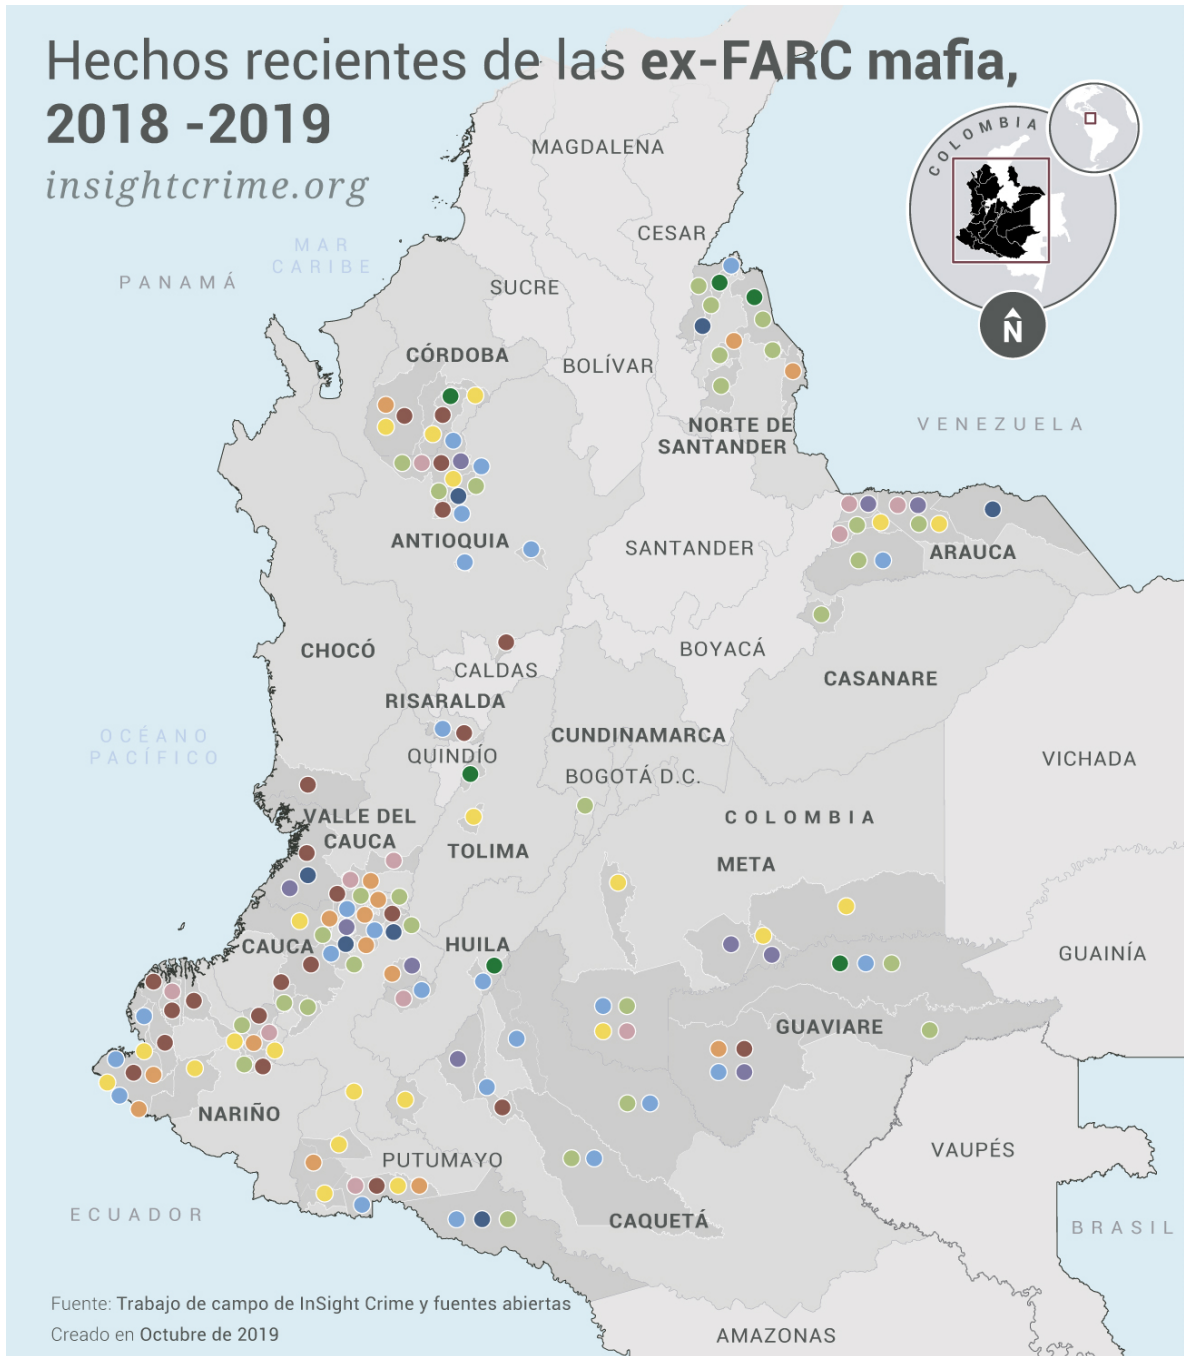 Hechos recientes de las ex-FARC mafia,
2018 -2019
insightcrime.org
COLOMBIA
N
MAR
CARIBE
PANAMÁ
MAGDALENA
CESAR
SUCRE
CÓRDOBA
BOLÍVAR
NORTE DE
SANTANDER
VENEZUELA
ANTIOQUIA
SANTANDER
ARAUCA
CHOCÓ
CALDAS
BOYACÁ
CASANARE
RISARALDA
OCÉANO
PACÍFICO
QUINDÍO
CUNDINAMARCA
BOGOTÁ D.C.
VICHADA
VALLE DEL
CAUCA
TOLIMA
COLOMBIA
META
CAUCA
HUILA
GUAINÍA
GUAVIARE
NARIÑO
PUTUMAYO
VAUPÉS
ECUADOR
CAQUETÁ
BRASIL
AMAZONAS
Fuente: Trabajo de campo de InSight Crime y fuentes abiertas
Creado en Octubre de 2019